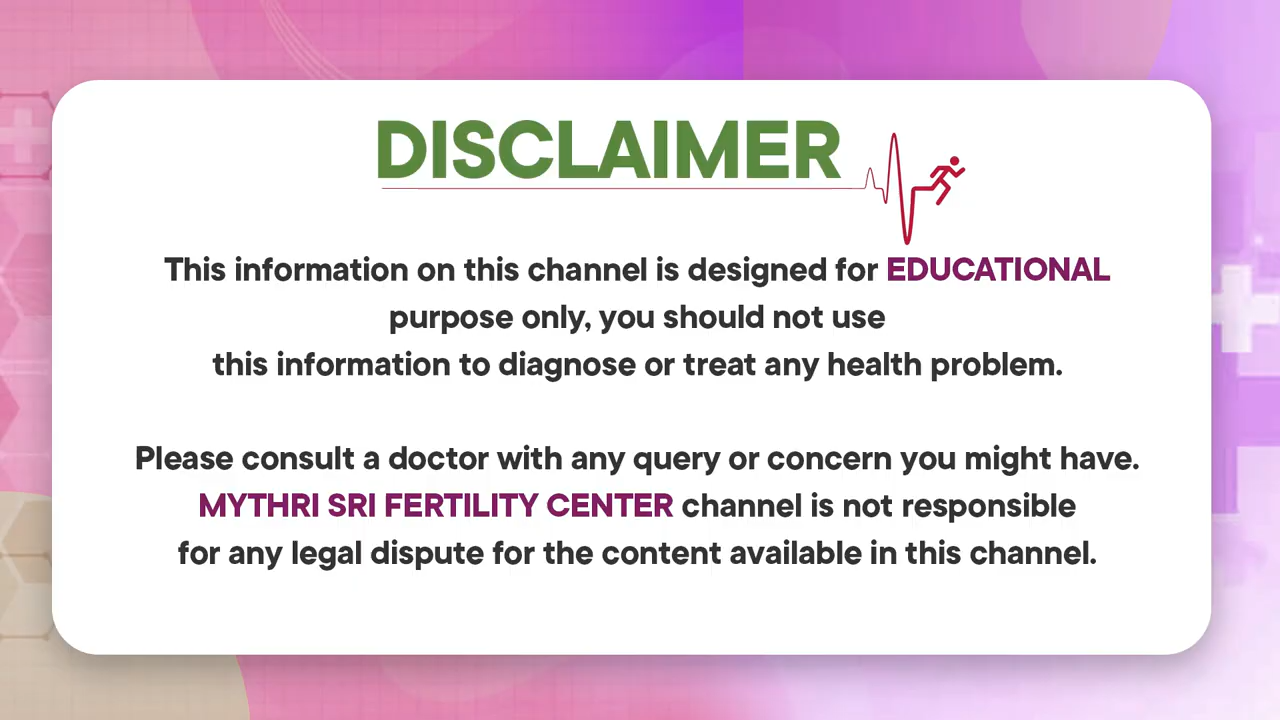 DISCLAIMER
This information on this channel is designed for EDUCATIONAL
purpose only, you should not use
this information to diagnose or treat any health problem.
Please consult a doctor with any query or concern you might have.
MYTHRI SRI FERTILITY CENTER channel is not responsible
for any legal dispute for the content available in this channel.